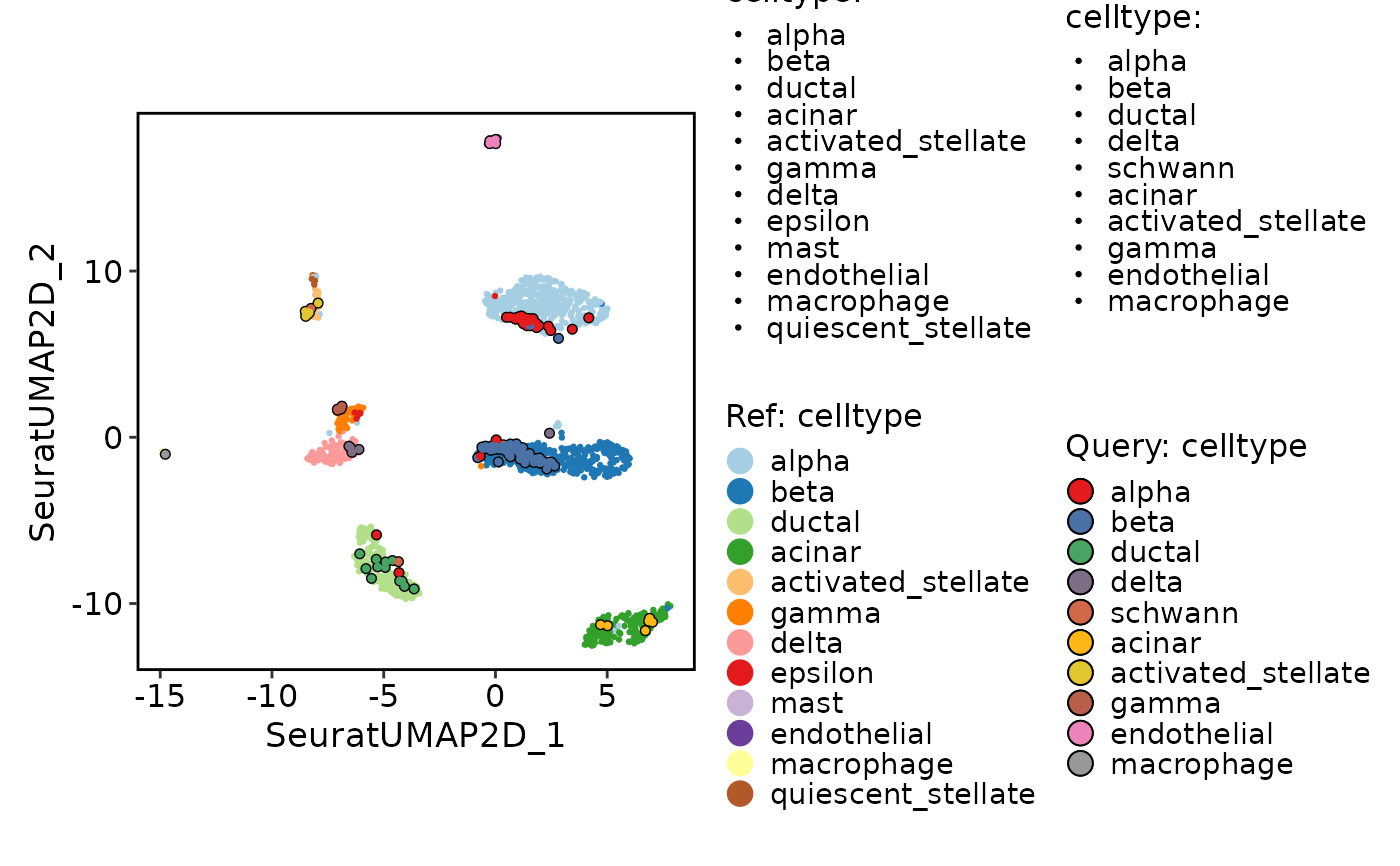 celltype:
alpha
beta
ductal
acinar
activated_stellate
gamma
delta
epsilon
mast
endothelial
macrophage
quiescent_stellate
celltype:
alpha
beta
ductal
delta
schwann
acinar
activated_stellate
gamma
endothelial
macrophage
10
0
-10
SeuratUMAP2D_2
-15
-10
-5
0
5
SeuratUMAP2D_1
Ref: celltype
alpha
beta
ductal
acinar
activated_stellate
gamma
delta
epsilon
mast
endothelial
macrophage
quiescent_stellate
Query: celltype
alpha
beta
ductal
delta
schwann
acinar
activated_stellate
gamma
endothelial
macrophage